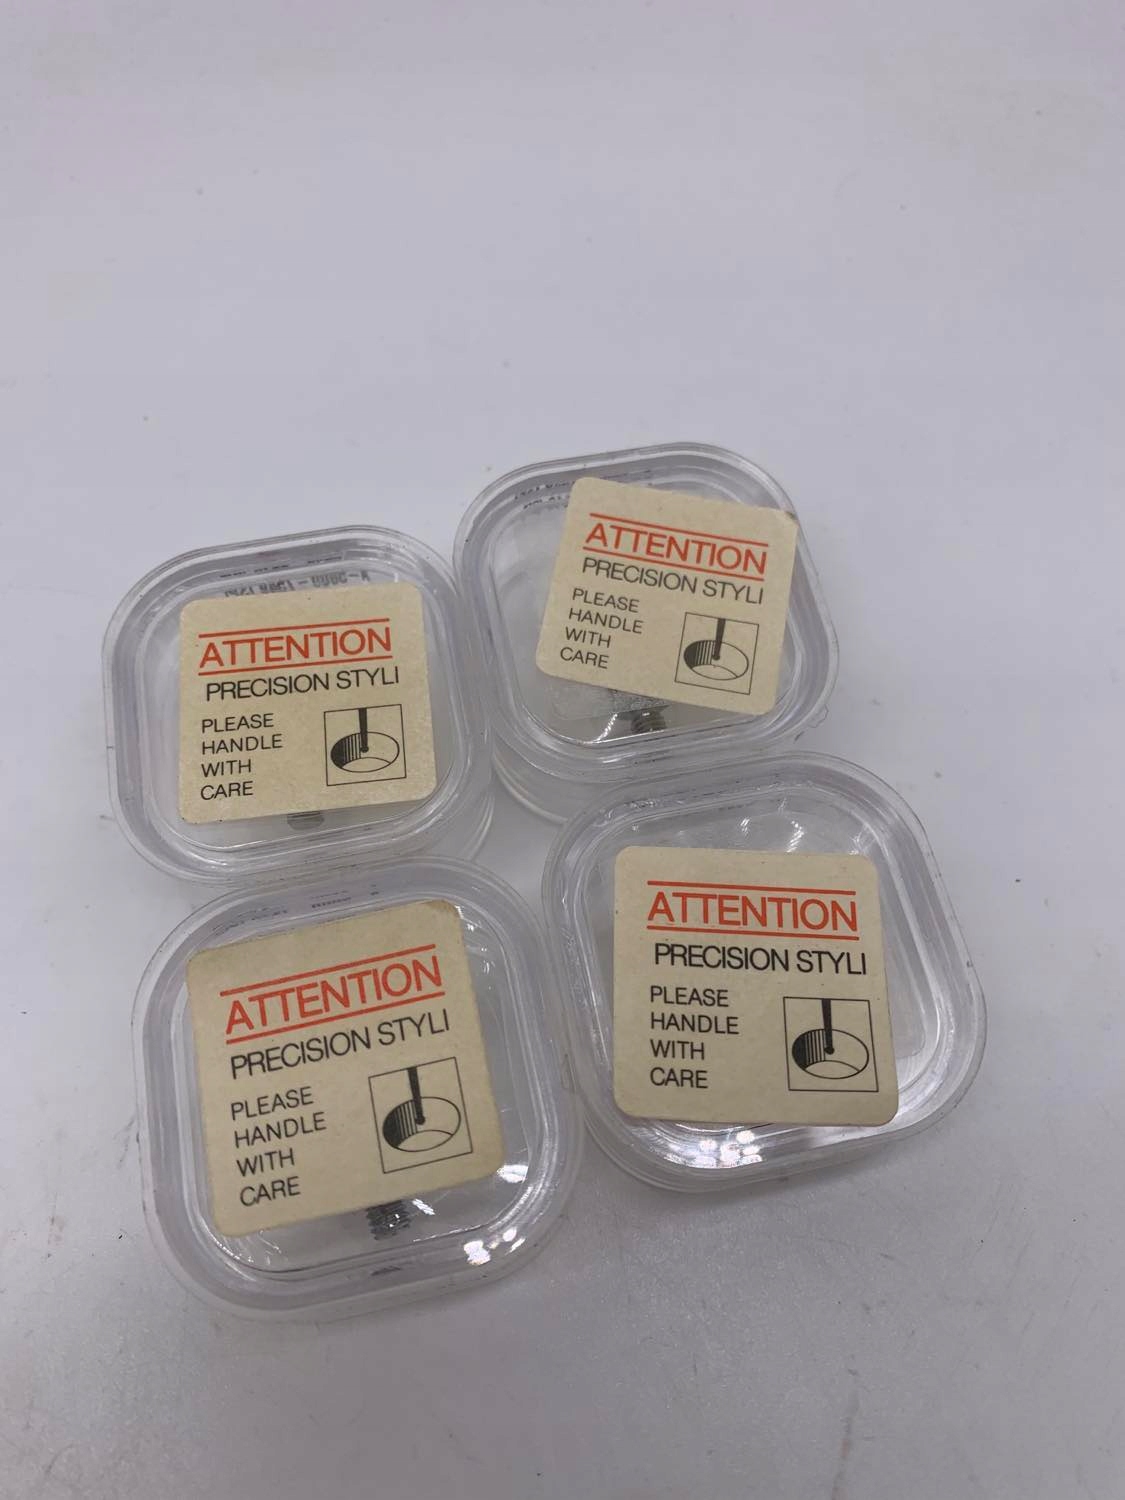 ATTENTION
PRECISION STYLI
PLEASE
HANDLE
WITH
CARE
ATTENTION
PRECISION STYLI
PLEASE
HANDLE
WITH
CARE
ATTENTION
PRECISION STYLI
PLEASE
HANDLE
WITH
CARE
ATTENTION
PRECISION STYLI
PLEASE
HANDLE
WITH
CARE